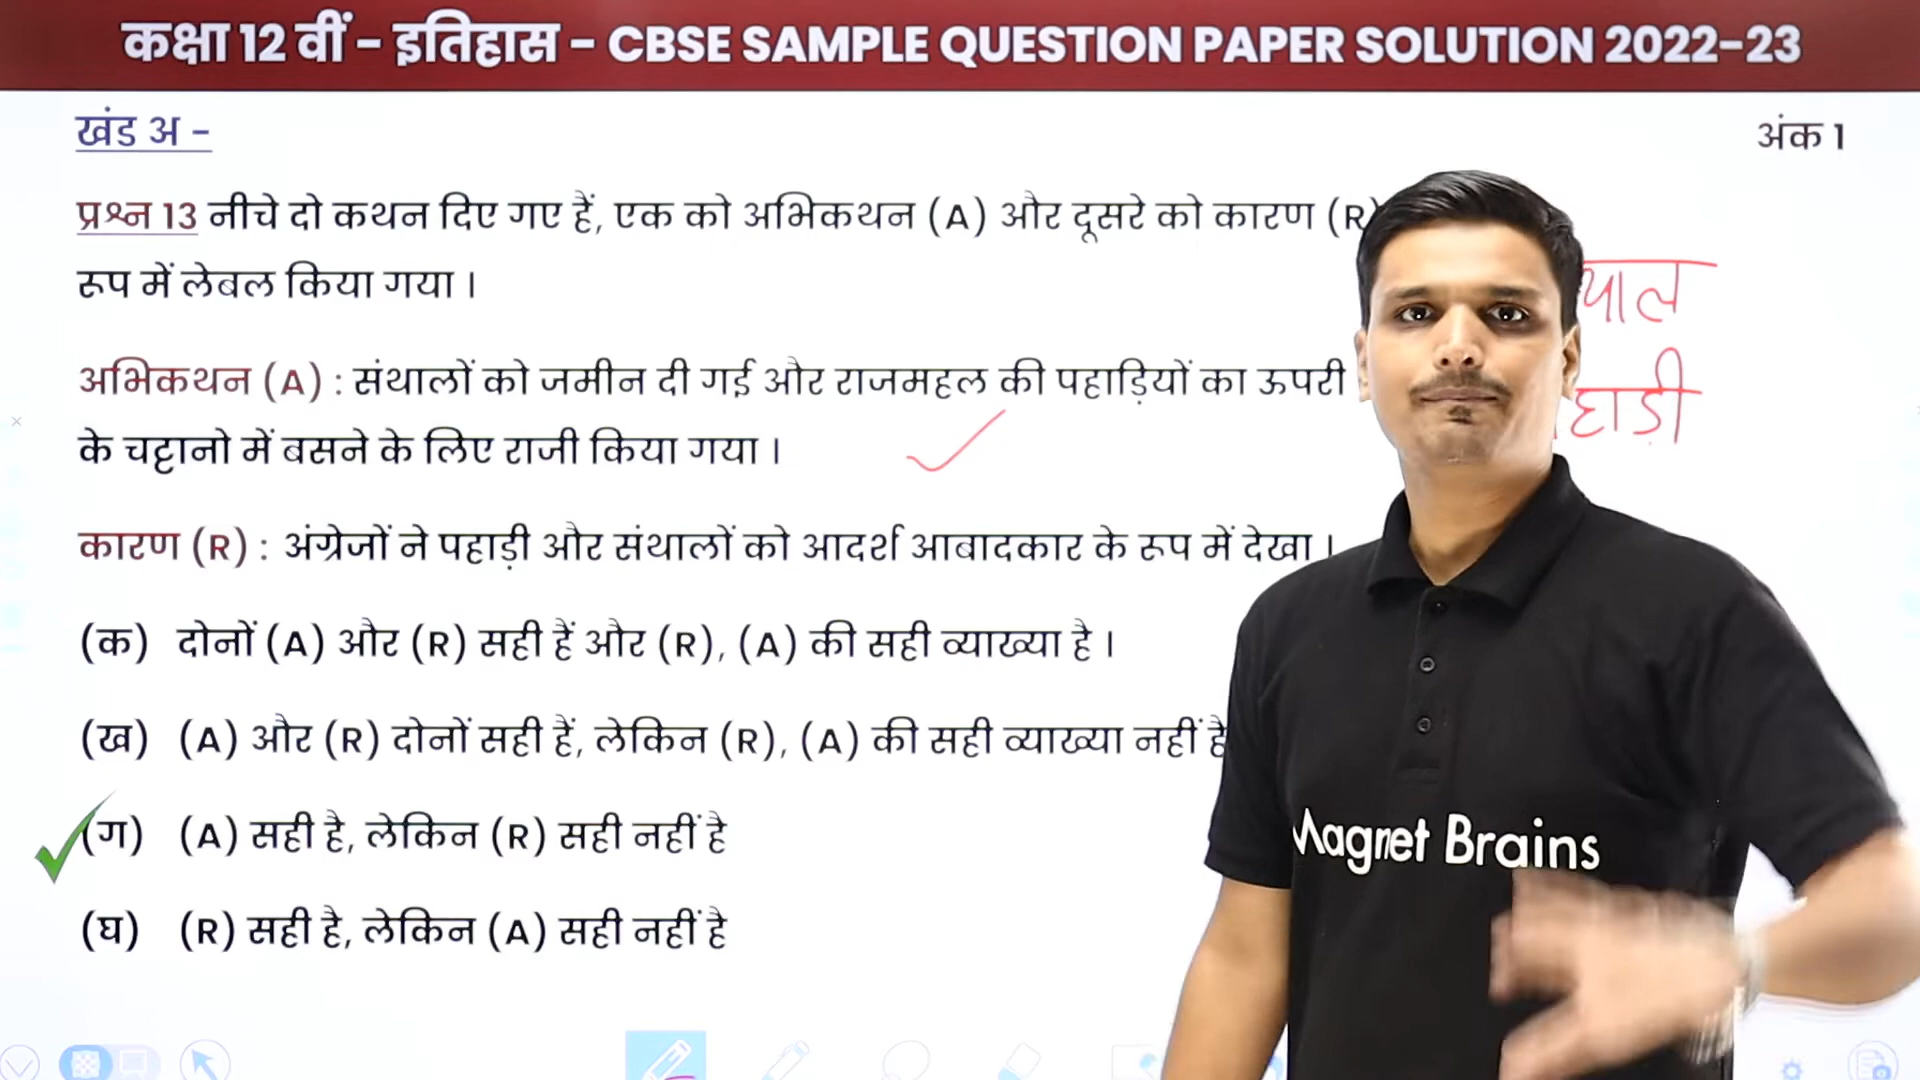 कक्षा 12 वीं – इतिहास – CBSE SAMPLE QUESTION PAPER SOLUTION 2022-23
खंड अ –
अंक 1
प्रश्न 13 नीचे दो कथन दिए गए हैं, एक को अभिकथन (A) और दूसरे को कारण (R)
रूप में लेबल किया गया ।
अभिकथन (A) : संथालों को जमीन दी गई और राजमहल की पहाड़ियों का ऊपरी
के चट्टानो में बसने के लिए राजी किया गया ।
कारण (R) : अंग्रेजों ने पहाड़ी और संथालों को आदर्श आबादकार के रूप में देखा ।
(क) दोनों (A) और (R) सही हैं ओर (R), (A) की सही व्याख्या है ।
(ख) (A) और (R) दोनों सही हैं, लेकिन (R), (A) की सही व्याख्या नहीं है
(ग) (A) सही है, लेकिन (R) सही नहीं है
(घ) (R) सही है, लेकिन (A) सही नहीं है
Magnet Brains